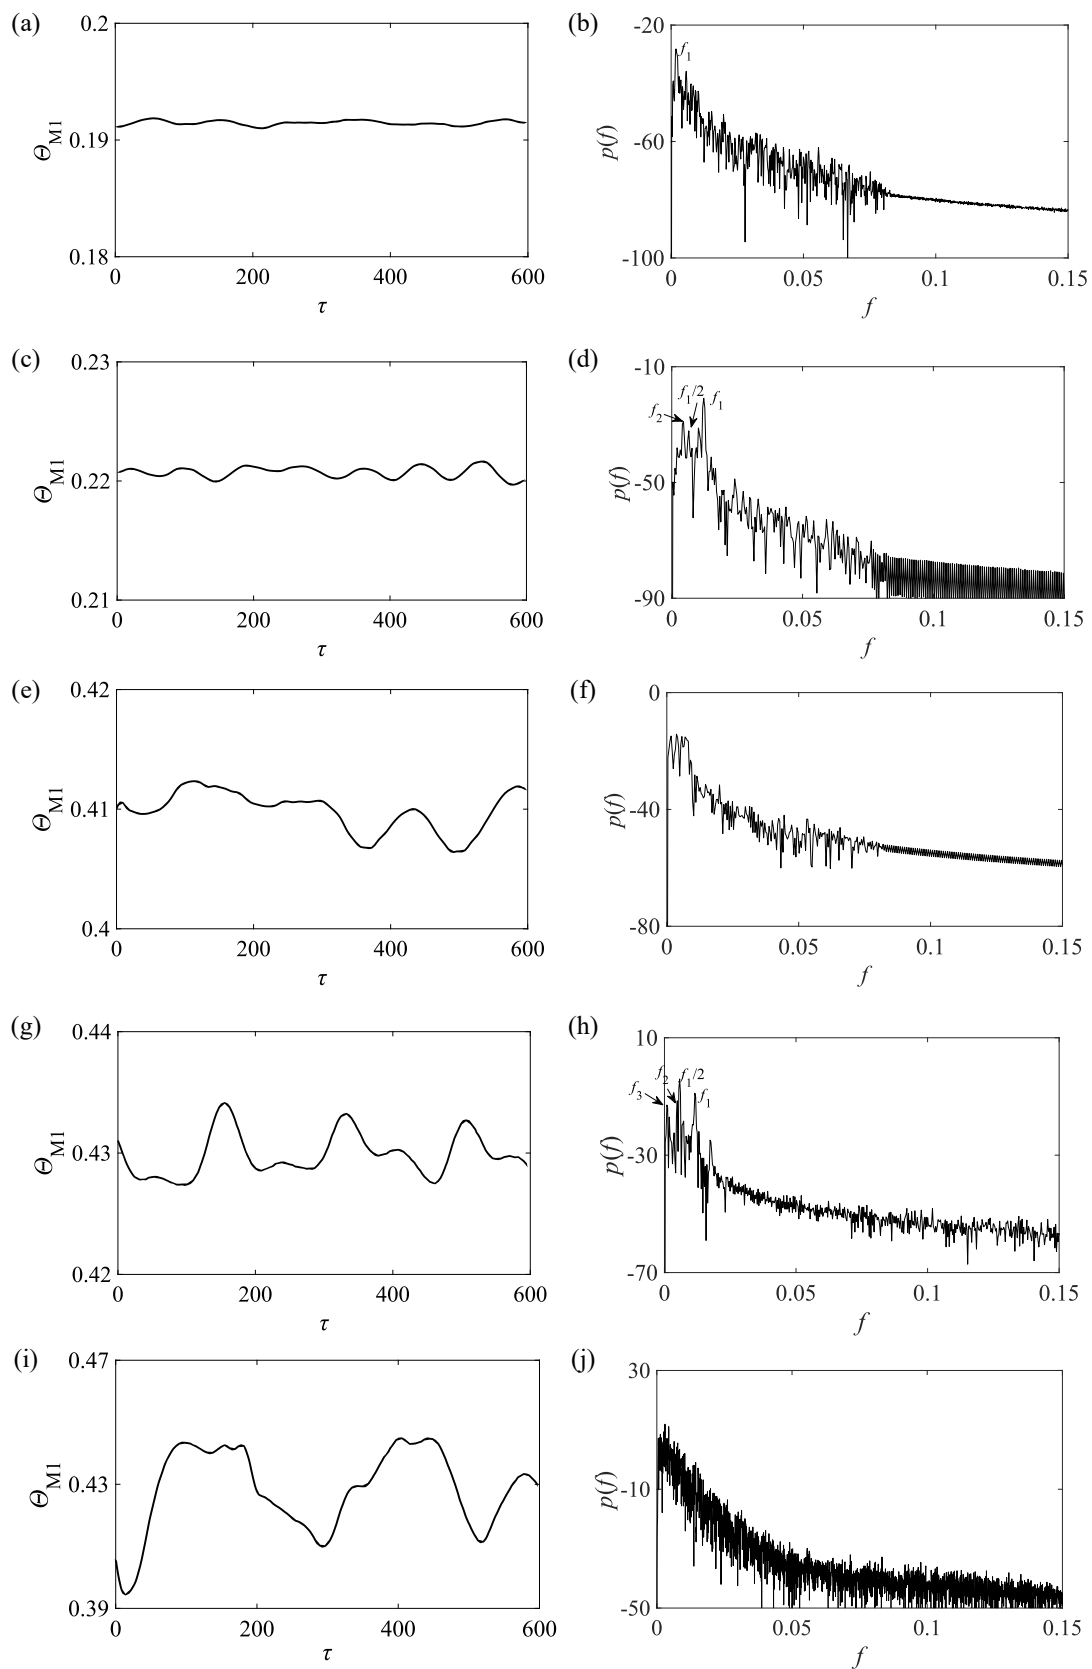 (a)
0.2
0.19
0.18
Θ_M1
0 200 400 600
τ
(b)
-20
-60
-100
p(f)
f_1
0 0.05 0.1 0.15
f
(c)
0.23
0.22
0.21
Θ_M1
0 200 400 600
τ
(d)
-10
-50
-90
p(f)
f_2 f_1/2 f_1
0 0.05 0.1 0.15
f
(e)
0.42
0.41
0.4
Θ_M1
0 200 400 600
τ
(f)
0
-40
-80
p(f)
0 0.05 0.1 0.15
f
(g)
0.44
0.43
0.42
Θ_M1
0 200 400 600
τ
(h)
10
-30
-70
p(f)
f_3 f_2 f_1/2 f_1
0 0.05 0.1 0.15
f
(i)
0.47
0.43
0.39
Θ_M1
0 200 400 600
τ
(j)
30
-10
-50
p(f)
0 0.05 0.1 0.15
f